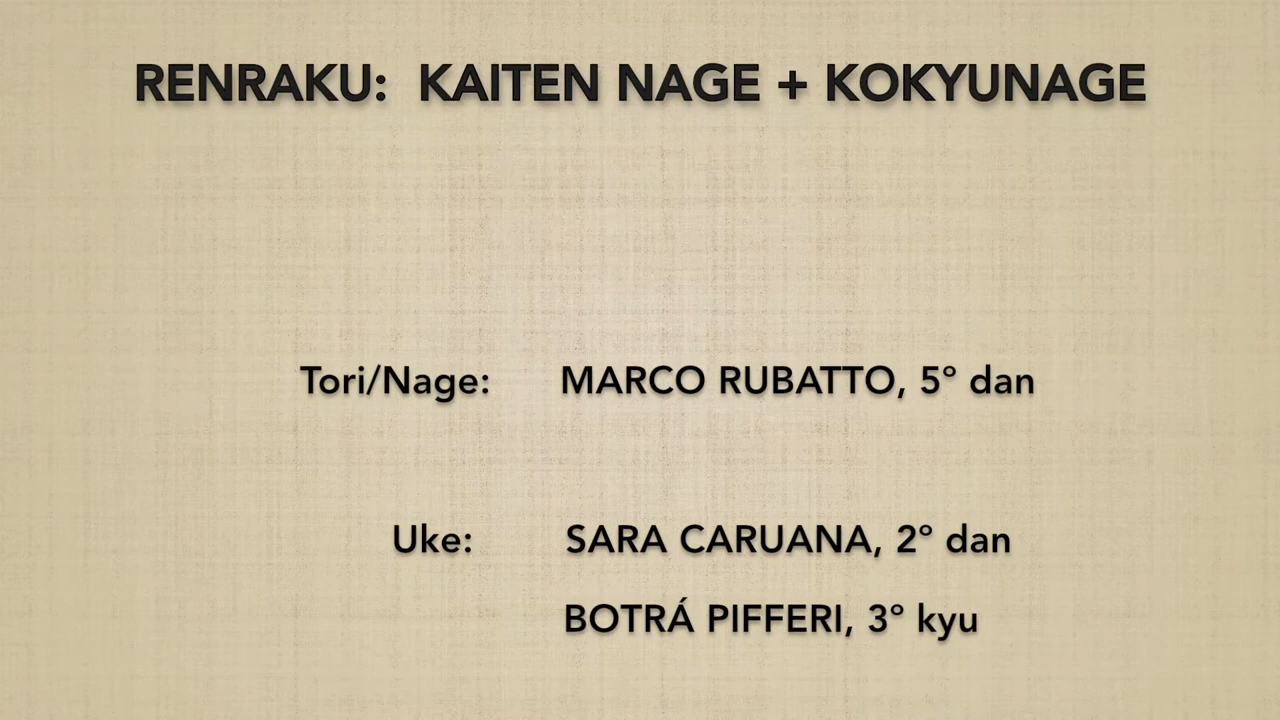 RENRAKU: KAITEN NAGE + KOKYUNAGE
Tori/Nage: MARCO RUBATTO, 5° dan
Uke: SARA CARUANA, 2° dan
BOTRÁ PIFFERI, 3° kyu